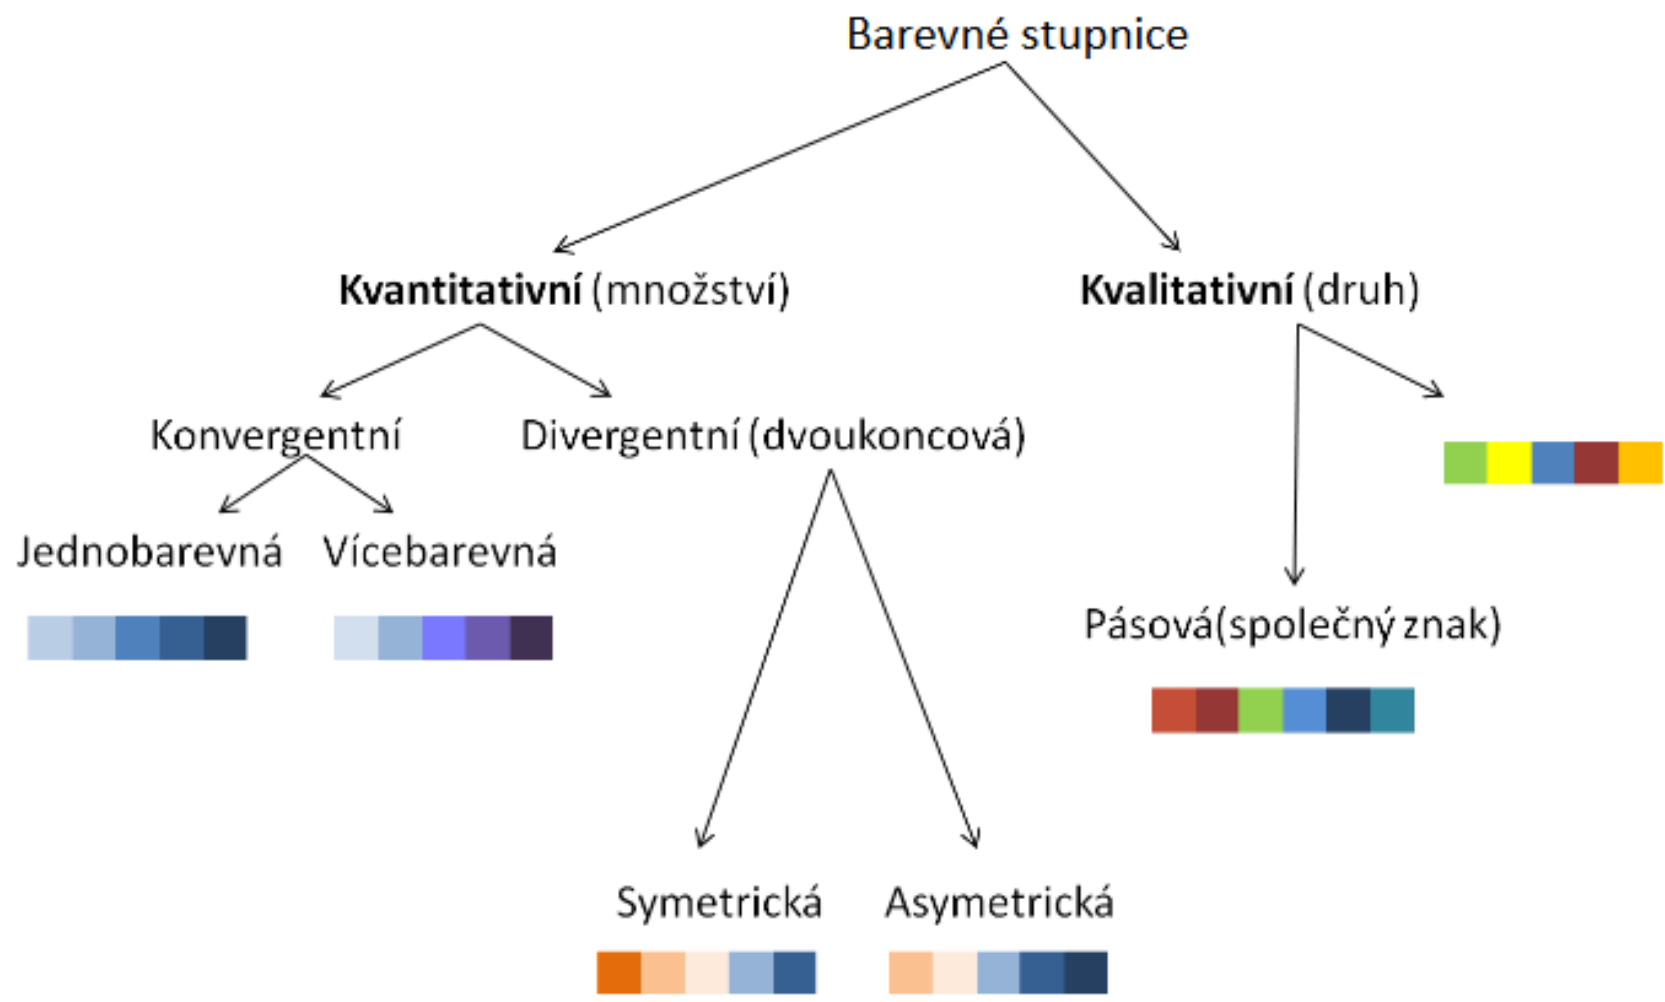 Barevné stupnice
Kvantitativní (množství)
Kvalitativní (druh)
Konvergentní
Divergentní (dvoukoncová)
Jednobarevná
Vícebarevná
Pásová(společný znak)
Symetrická
Asymetrická